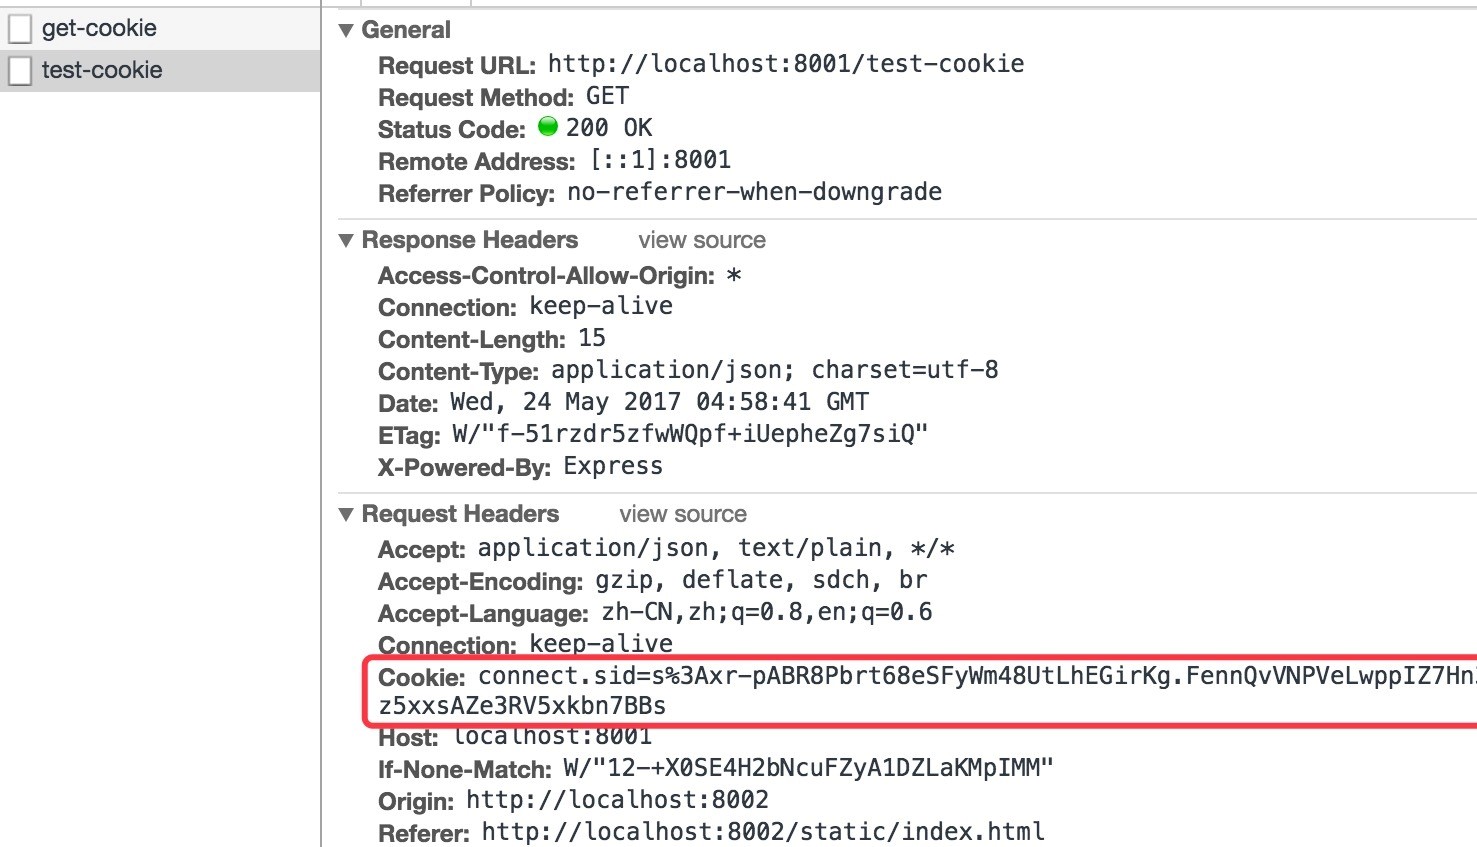 get-cookie
test-cookie
General
Request URL: http://localhost:8001/test-cookie
Request Method: GET
Status Code: 200 OK
Remote Address: [::1]:8001
Referrer Policy: no-referrer-when-downgrade
Response Headers view source
Access-Control-Allow-Origin: *
Connection: keep-alive
Content-Length: 15
Content-Type: application/json; charset=utf-8
Date: Wed, 24 May 2017 04:58:41 GMT
ETag: W/"f-51rzdr5zfwWQpf+iUepheZg7siQ"
X-Powered-By: Express
Request Headers view source
Accept: application/json, text/plain, */*
Accept-Encoding: gzip, deflate, sdch, br
Accept-Language: zh-CN,zh;q=0.8,en;q=0.6
Connection: keep-alive
Cookie: connect.sid=s%3Axr-pABR8Pbrt68eSFyWm48UtLhEGirKg.FennQvVNPVeLwppIZ7Hn
z5xxsAZe3RV5xkbn7BBs
Host: localhost:8001
If-None-Match: W/"12-+X0SE4H2bNcuFZyA1DZLaKMpIMM"
Origin: http://localhost:8002
Referer: http://localhost:8002/static/index.html